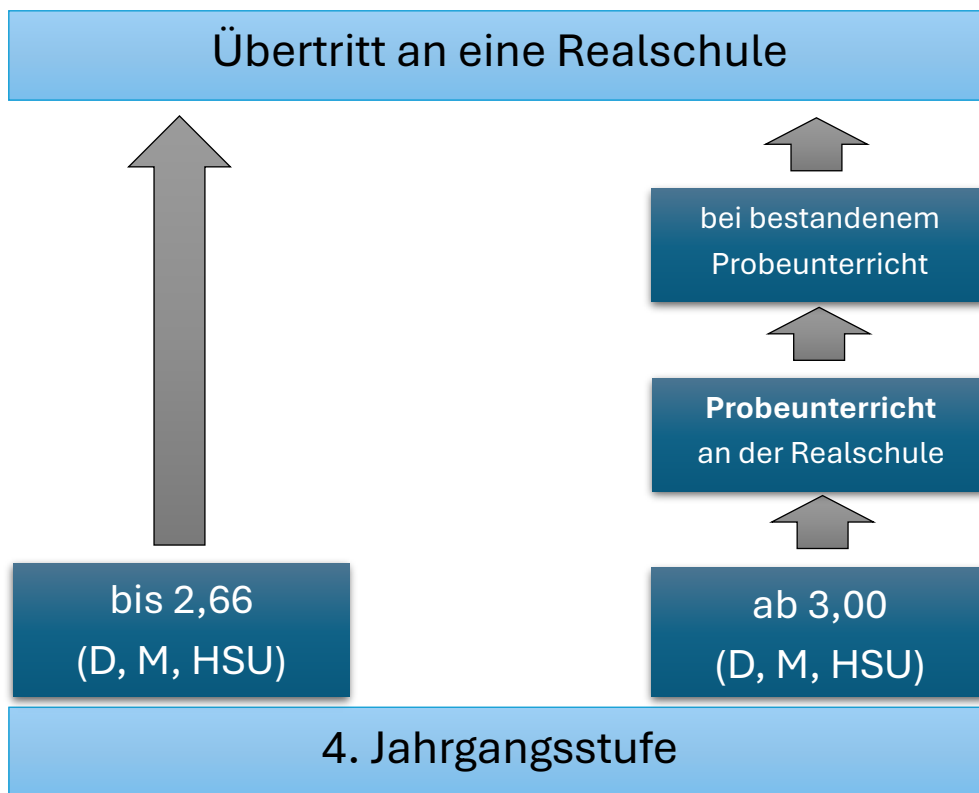 Übertritt an eine Realschule
bei bestandenem
Probeunterricht
Probeunterricht
an der Realschule
bis 2,66
(D, M, HSU)
ab 3,00
(D, M, HSU)
4. Jahrgangsstufe